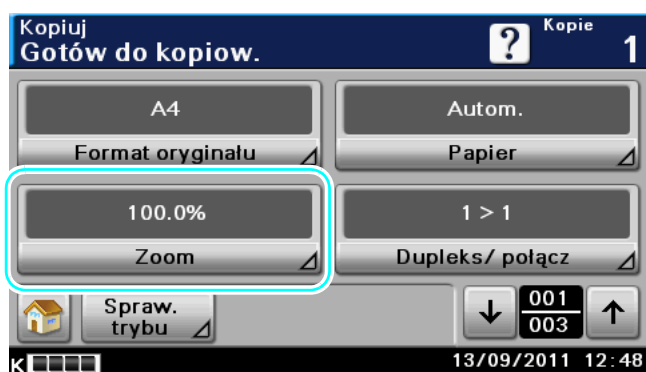 Kopiuj
Gotów do kopiow.
?
Kopie
1
A4
Format oryginału
Autom.
Papier
100.0%
Zoom
1 > 1
Dupleks/ połącz
Spraw.
trybu
↓
001
003
↑
K
13/09/2011 12:48